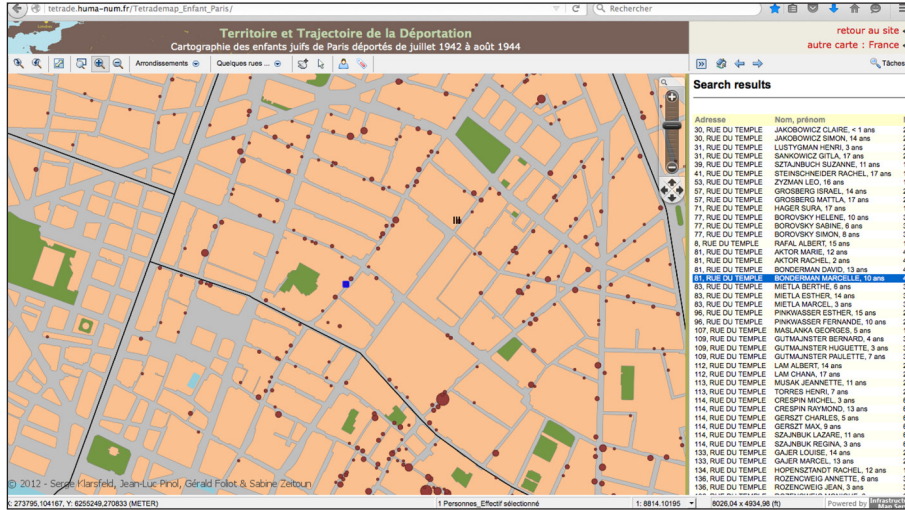 tetrade.huma-num.fr/Tetrademap_Enfant_Paris/
Rechercher
Territoire et Trajectoire de la Déportation
Cartographie des enfants juifs de Paris déportés de juillet 1942 à août 1944
retour au site
autre carte : France
Arrondissements
Quelques rues ...
Tâches
Search results
Adresse Nom, prénom
30, RUE DU TEMPLE JAKOBOWICZ CLAIRE, < 1 ans
30, RUE DU TEMPLE JAKOBOWICZ SIMON, 14 ans
31, RUE DU TEMPLE LUSTYGMAN HENRI, 3 ans
31, RUE DU TEMPLE SANKOWICZ GITLA, 17 ans
39, RUE DU TEMPLE SZTAJNBUCH SUZANNE, 11 ans
41, RUE DU TEMPLE STEINSCHNEIDER RACHEL, 17 ans
53, RUE DU TEMPLE ZYZMAN LEO, 16 ans
57, RUE DU TEMPLE GROSBERG ISRAEL, 14 ans
57, RUE DU TEMPLE GROSBERG MATTLA, 17 ans
71, RUE DU TEMPLE HAGER SURA, 17 ans
77, RUE DU TEMPLE BOROVSKY HELENE, 10 ans
77, RUE DU TEMPLE BOROVSKY SABINE, 6 ans
77, RUE DU TEMPLE BOROVSKY SIMON, 8 ans
8, RUE DU TEMPLE RAFAL ALBERT, 15 ans
81, RUE DU TEMPLE AKTOR MARIE, 12 ans
81, RUE DU TEMPLE AKTOR RACHEL, 2 ans
81, RUE DU TEMPLE BONDERMAN DAVID, 13 ans
81, RUE DU TEMPLE BONDERMAN MARCELLE, 10 ans
83, RUE DU TEMPLE MIETLA BERTHE, 6 ans
83, RUE DU TEMPLE MIETLA ESTHER, 14 ans
83, RUE DU TEMPLE MIETLA MARCEL, 3 ans
96, RUE DU TEMPLE PINKWASSER ESTHER, 15 ans
96, RUE DU TEMPLE PINKWASSER FERNANDE, 10 ans
107, RUE DU TEMPLE MASLANKA GEORGES, 5 ans
109, RUE DU TEMPLE GUTMAJNSTER BERNARD, 4 ans
109, RUE DU TEMPLE GUTMAJNSTER HUGUETTE, 3 ans
109, RUE DU TEMPLE GUTMAJNSTER PAULETTE, 7 ans
112, RUE DU TEMPLE LAM ALBERT, 14 ans
112, RUE DU TEMPLE LAM CHANA, 17 ans
113, RUE DU TEMPLE MUSAK JEANNETTE, 11 ans
113, RUE DU TEMPLE TORRES HENRI, 7 ans
114, RUE DU TEMPLE CRESPIN MICHEL, 3 ans
114, RUE DU TEMPLE CRESPIN RAYMOND, 13 ans
114, RUE DU TEMPLE GERSZT CHARLES, 5 ans
114, RUE DU TEMPLE GERSZT MAX, 9 ans
114, RUE DU TEMPLE SZAJNBUK LAZARE, 11 ans
114, RUE DU TEMPLE SZAJNBUK REGINA, 3 ans
133, RUE DU TEMPLE GAJER LOUISE, 14 ans
133, RUE DU TEMPLE GAJER MARCEL, 13 ans
134, RUE DU TEMPLE HOPENSZTANDT RACHEL, 12 ans
136, RUE DU TEMPLE ROZENCWEIG ANNETTE, 6 ans
136, RUE DU TEMPLE ROZENCWEIG JEAN, 3 ans
© 2012 - Serge Klarsfeld, Jean-Luc Pinol, Gérald Foliot & Sabine Zeitoun
X: 273795,104167, Y: 6255249,270833 (METER)
1 Personnes_Effectif sélectionné
1: 8814.10195
8026,04 x 4934,98 (ft)
Powered by